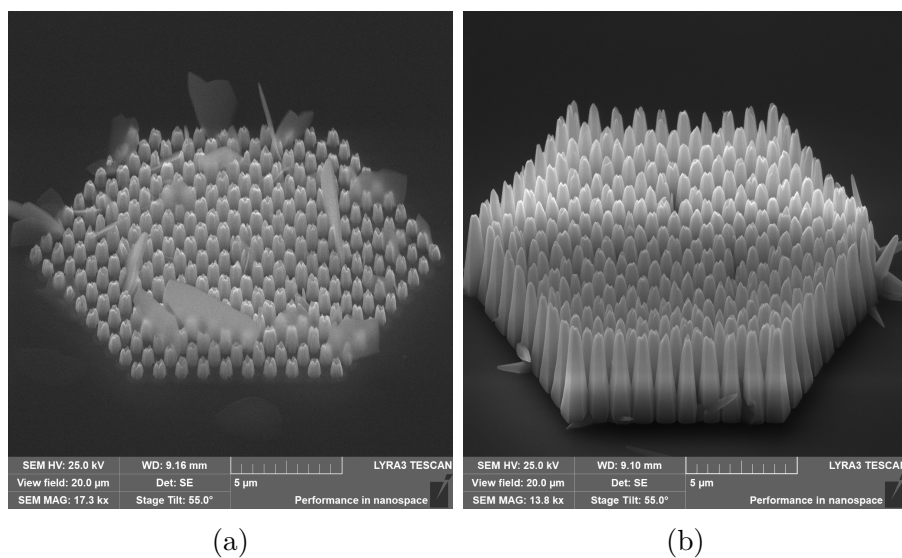 SEM HV: 25.0 kV WD: 9.16 mm LYRA3 TESCAN
View field: 20.0 µm Det: SE 5 µm
SEM MAG: 17.3 kx Stage Tilt: 55.0° Performance in nanospace
SEM HV: 25.0 kV WD: 9.10 mm LYRA3 TESCAN
View field: 20.0 µm Det: SE 5 µm
SEM MAG: 13.8 kx Stage Tilt: 55.0° Performance in nanospace
(a) (b)